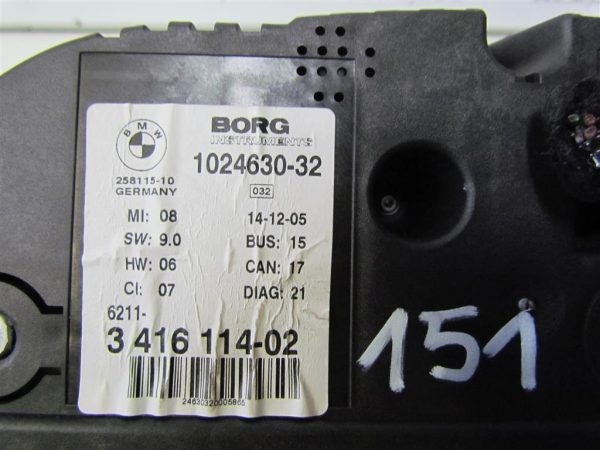 BMW
BORG
INSTRUMENTS
1024630-32
258115-10
GERMANY
032
MI: 08
14-12-05
SW: 9.0
BUS: 15
HW: 06
CAN: 17
CI: 07
DIAG: 21
6211-
3 416 114-02
24630320005865
151